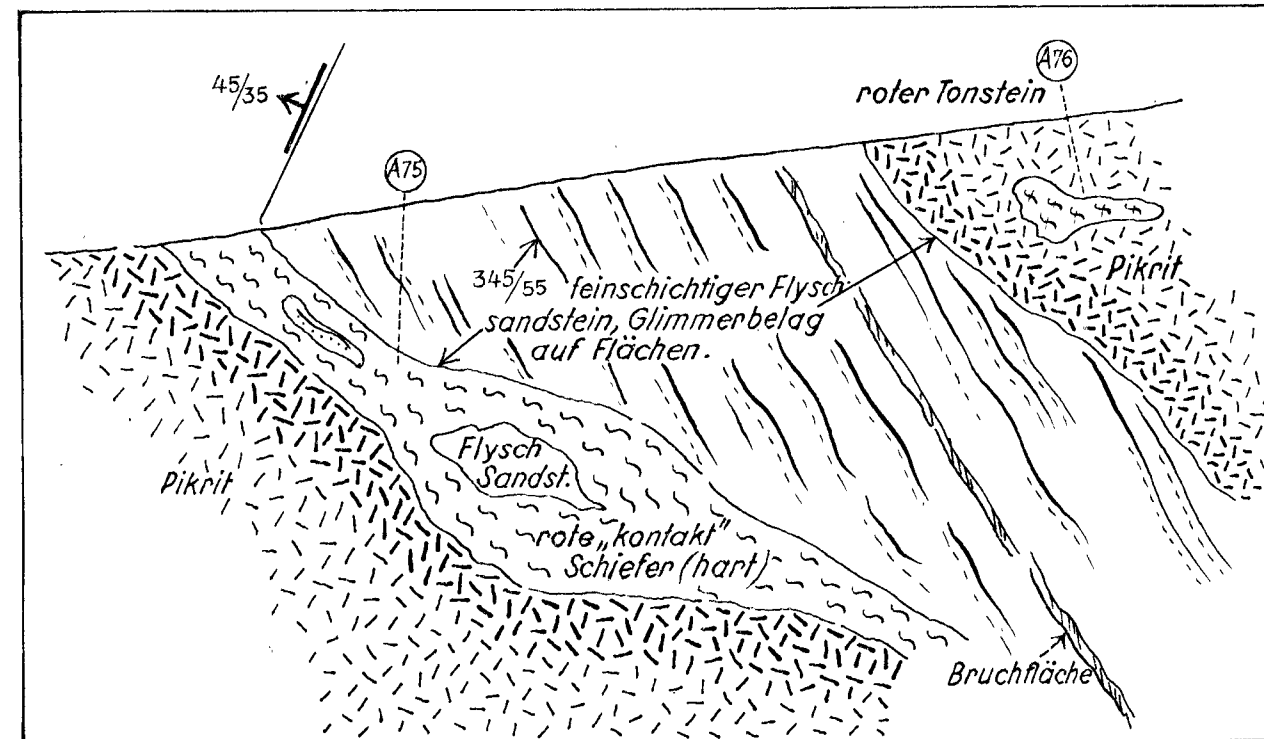 45/35
A76
roter Tonstein
A75
345/55 feinschichtiger Flysch-
sandstein, Glimmerbelag
auf Flächen.
Pikrit
Flysch
Sandst.
Pikrit
rote „kontakt"
Schiefer (hart)
Bruchfläche